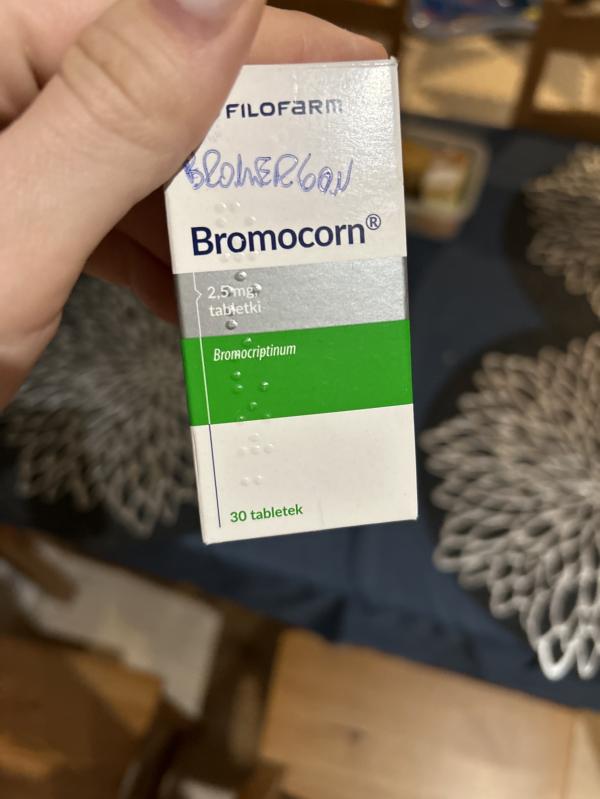 FILOFARM
BROMERGON
Bromocorn®
2,5 mg,
tabletki
Bromocriptinum
30 tabletek